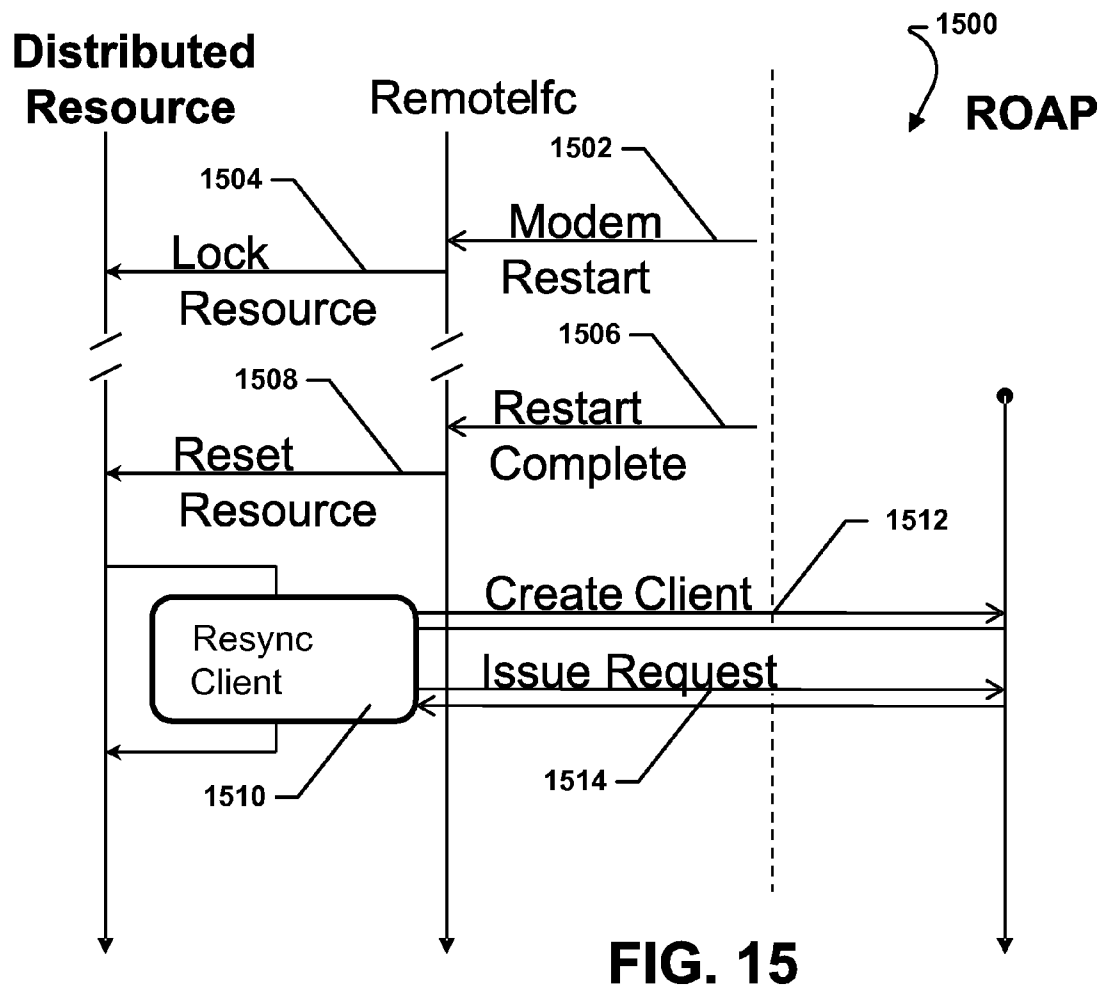 1500
Distributed
Resource
RemoteIfc
ROAP
1502
1504
Modem
Restart
Lock
Resource
1506
1508
Restart
Complete
Reset
Resource
1512
Create Client
Resync
Client
Issue Request
1510
1514
FIG. 15